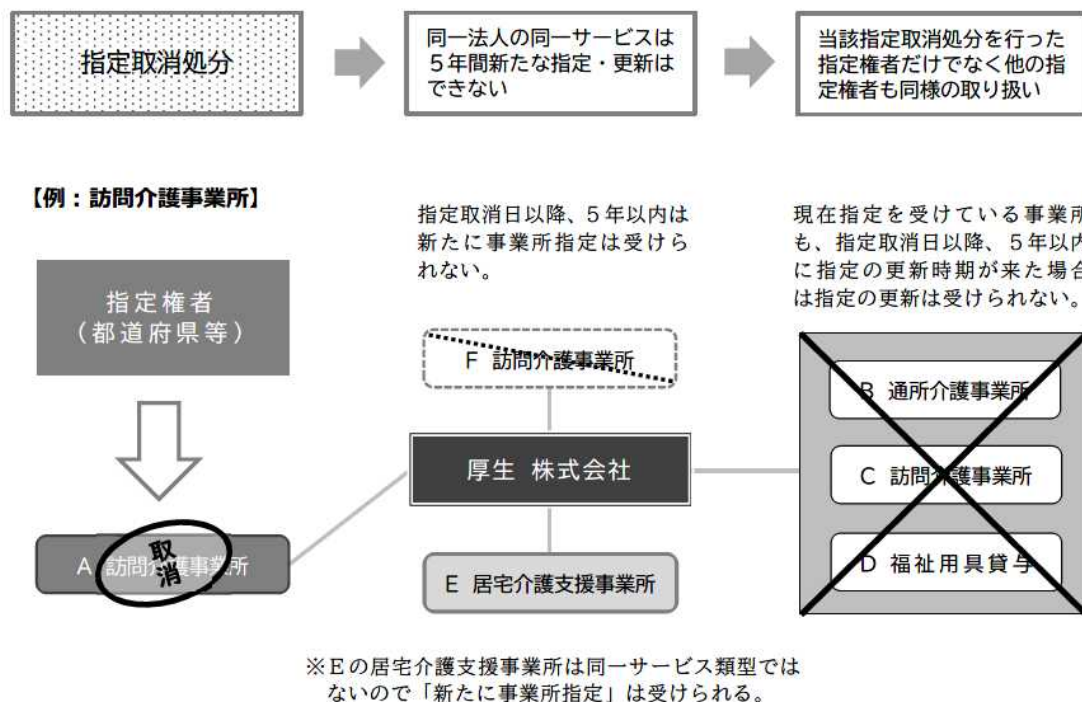 指定取消処分
同一法人の同一サービスは
５年間新たな指定・更新は
できない
当該指定取消処分を行った
指定権者だけでなく他の指
定権者も同様の取り扱い
【例：訪問介護事業所】
指定取消日以降、５年以内は
新たに事業所指定は受けら
れない。
現在指定を受けている事業所
も、指定取消日以降、５年以内
に指定の更新時期が来た場合
は指定の更新は受けられない。
指定権者
（都道府県等）
Ｆ 訪問介護事業所
厚生 株式会社
Ｂ 通所介護事業所
Ｃ 訪問介護事業所
Ｄ 福祉用具貸与
Ａ 訪問介護事業所
取消
Ｅ 居宅介護支援事業所
※Ｅの居宅介護支援事業所は同一サービス類型では
ないので「新たに事業所指定」は受けられる。